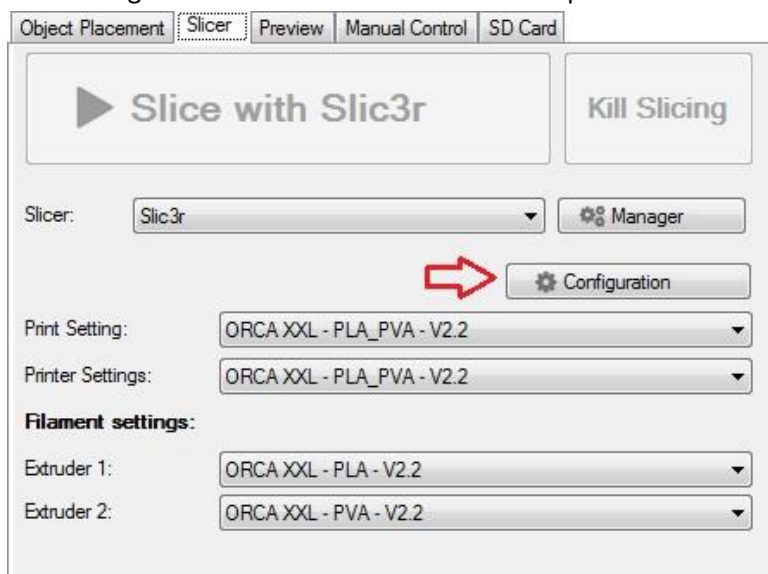 Object Placement Slicer Preview Manual Control SD Card
Slice with Slic3r Kill Slicing
Slicer: Slic3r Manager
Configuration
Print Setting: ORCA XXL - PLA_PVA - V2.2
Printer Settings: ORCA XXL - PLA_PVA - V2.2
Filament settings:
Extruder 1: ORCA XXL - PLA - V2.2
Extruder 2: ORCA XXL - PVA - V2.2